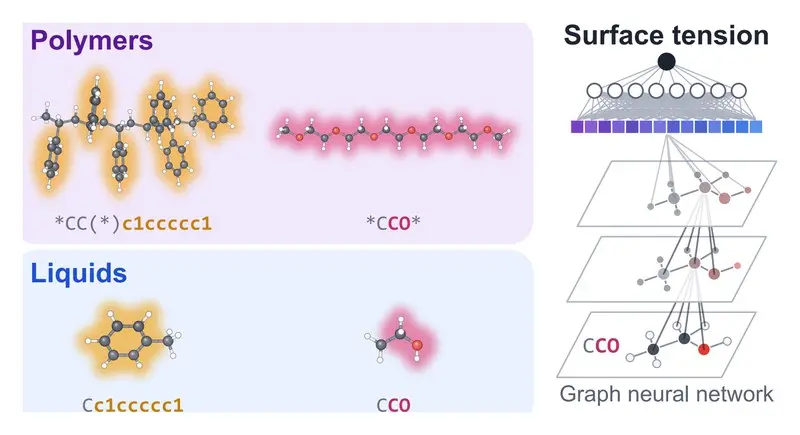 Polymers
*CC(*)c1ccccc1
*CCO*
Liquids
Cc1ccccc1
CCO
Surface tension
CCO
Graph neural network